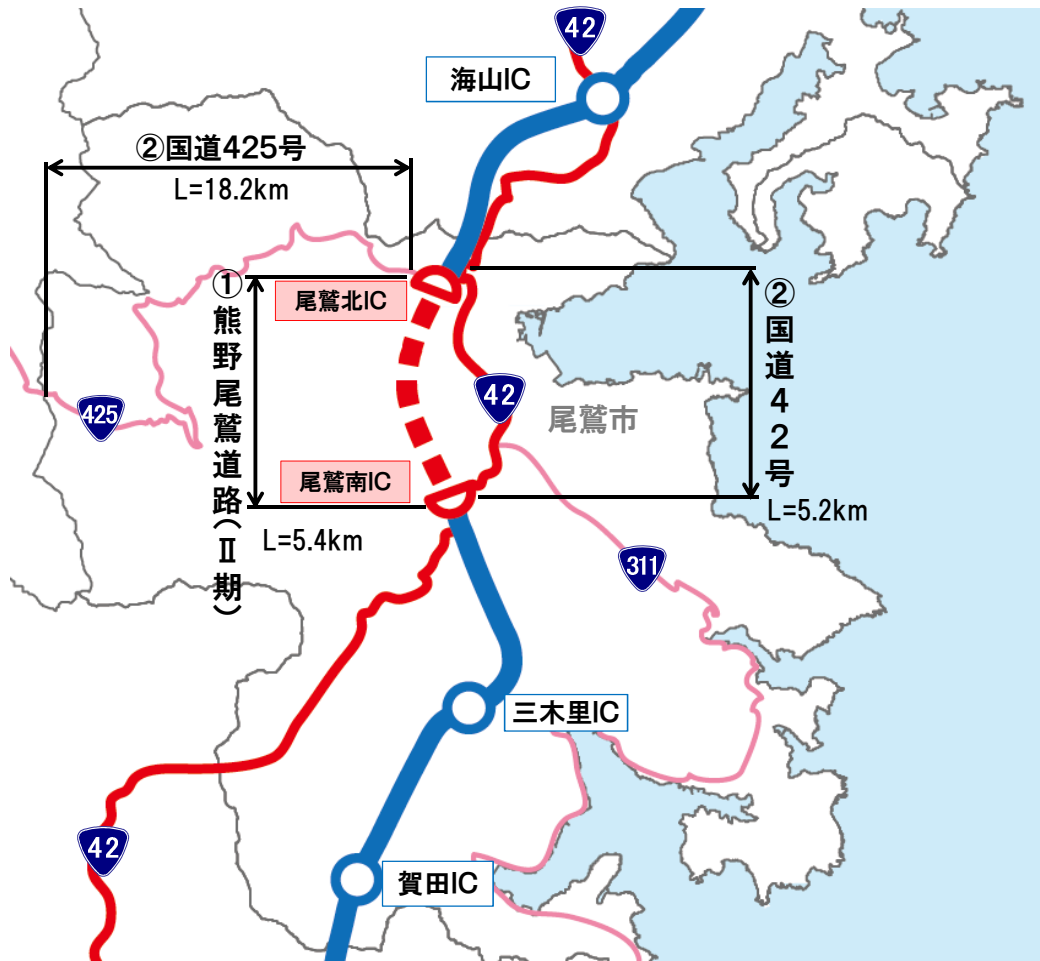 42
海山IC
②国道425号
L=18.2km
尾鷲北IC
①熊野尾鷲道路(Ⅱ期)
②国道42号
42
425
尾鷲市
尾鷲南IC
L=5.2km
L=5.4km
311
三木里IC
42
賀田IC